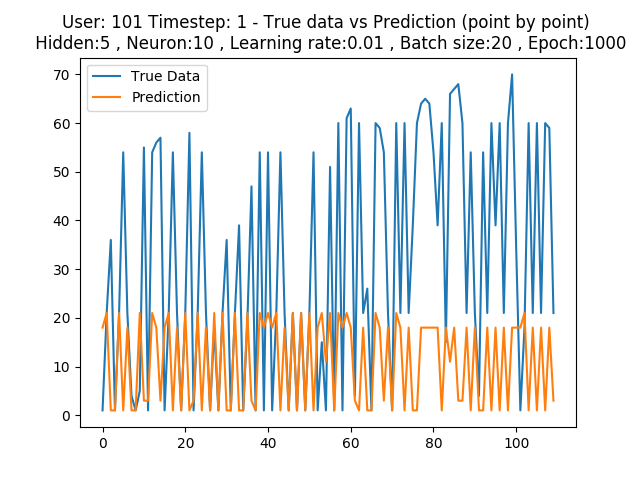 User: 101 Timestep: 1 - True data vs Prediction (point by point)
Hidden:5 , Neuron:10 , Learning rate:0.01 , Batch size:20 , Epoch:1000
True Data
Prediction
70
60
50
40
30
20
10
0
0 20 40 60 80 100